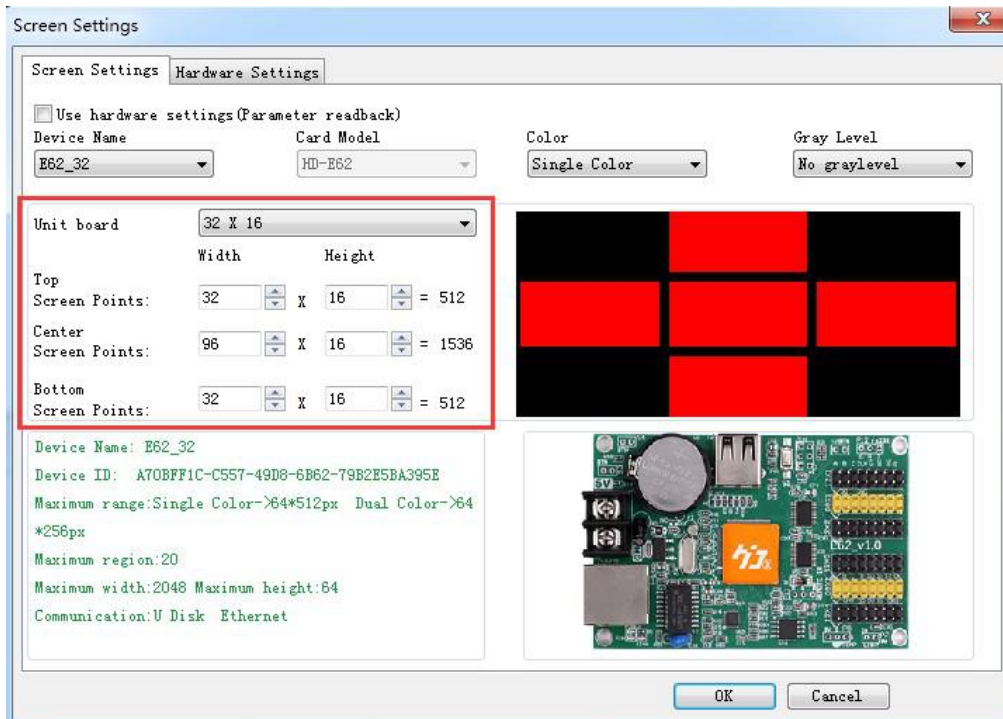 Screen Settings
Screen Settings Hardware Settings
Use hardware settings(Parameter readback)
Device Name Card Model Color Gray Level
E62_32 HD-E62 Single Color No graylevel
Unit board 32 X 16
Width Height
Top
Screen Points: 32 X 16 = 512
Center
Screen Points: 96 X 16 = 1536
Bottom
Screen Points: 32 X 16 = 512
Device Name: E62_32
Device ID: A70BFF1C-C557-49D8-6B62-79B2E5BA395E
Maximum range:Single Color->64*512px Dual Color->64
*256px
Maximum region:20
Maximum width:2048 Maximum height:64
Communication:U Disk Ethernet
5V
E62_v1.0
OK Cancel